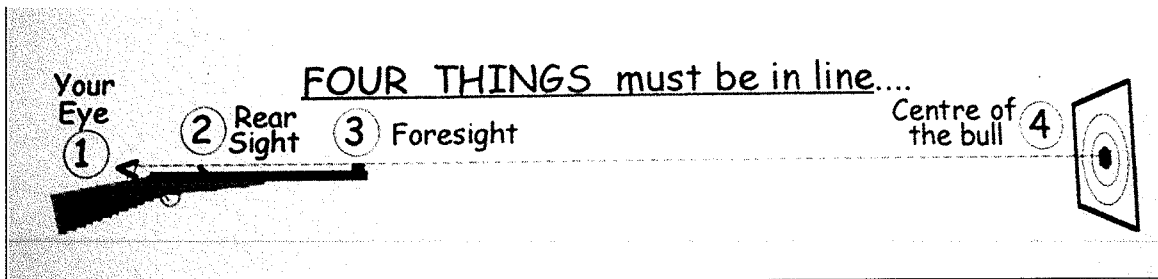 FOUR THINGS must be in line....
Your
Eye
1
2 Rear
Sight
3 Foresight
Centre of
the bull 4